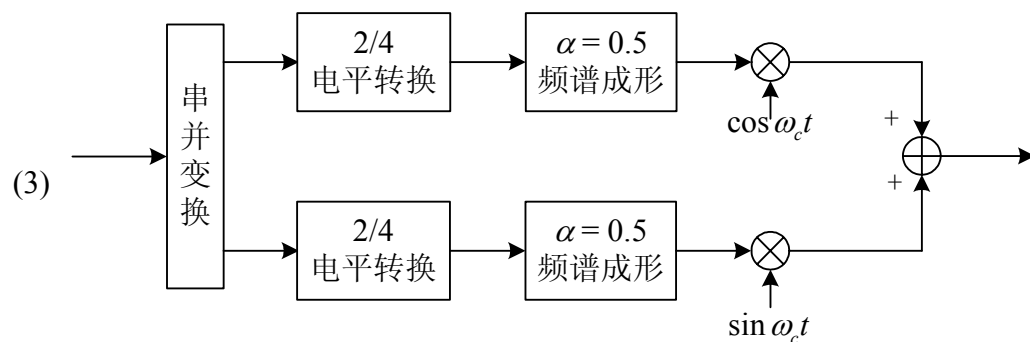 (3)
串并变换
2/4
电平转换
α = 0.5
频谱成形
cos ω_c t
+
+
2/4
电平转换
α = 0.5
频谱成形
sin ω_c t